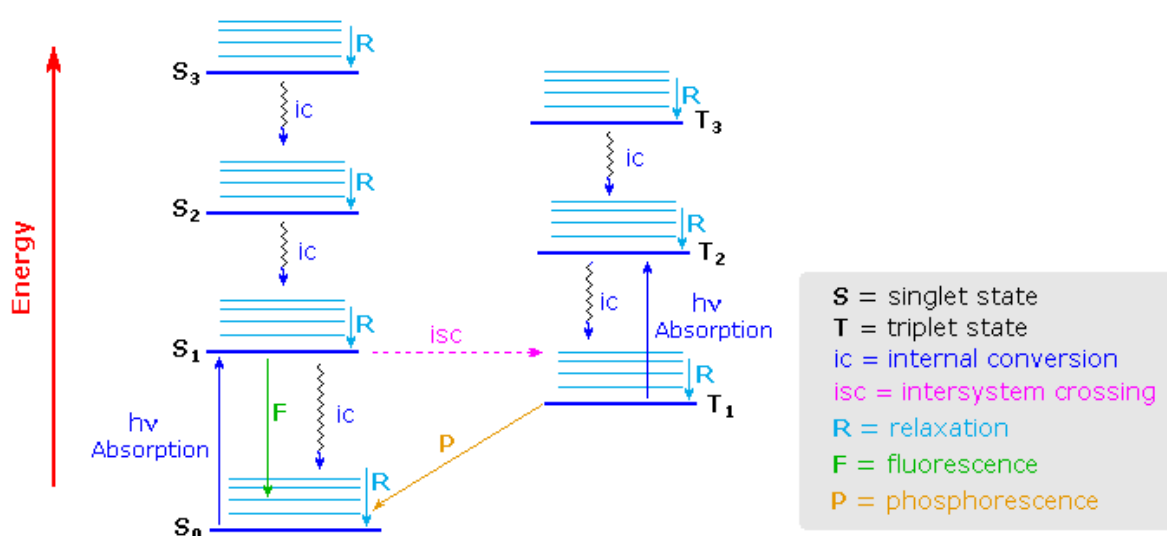 R
S3
ic
R
T3
R
S2
ic
R
T2
Energy
ic
R
S1
isc
ic
hν
Absorption
R
T1
F
ic
hν
Absorption
P
R
S0
S = singlet state
T = triplet state
ic = internal conversion
isc = intersystem crossing
R = relaxation
F = fluorescence
P = phosphorescence